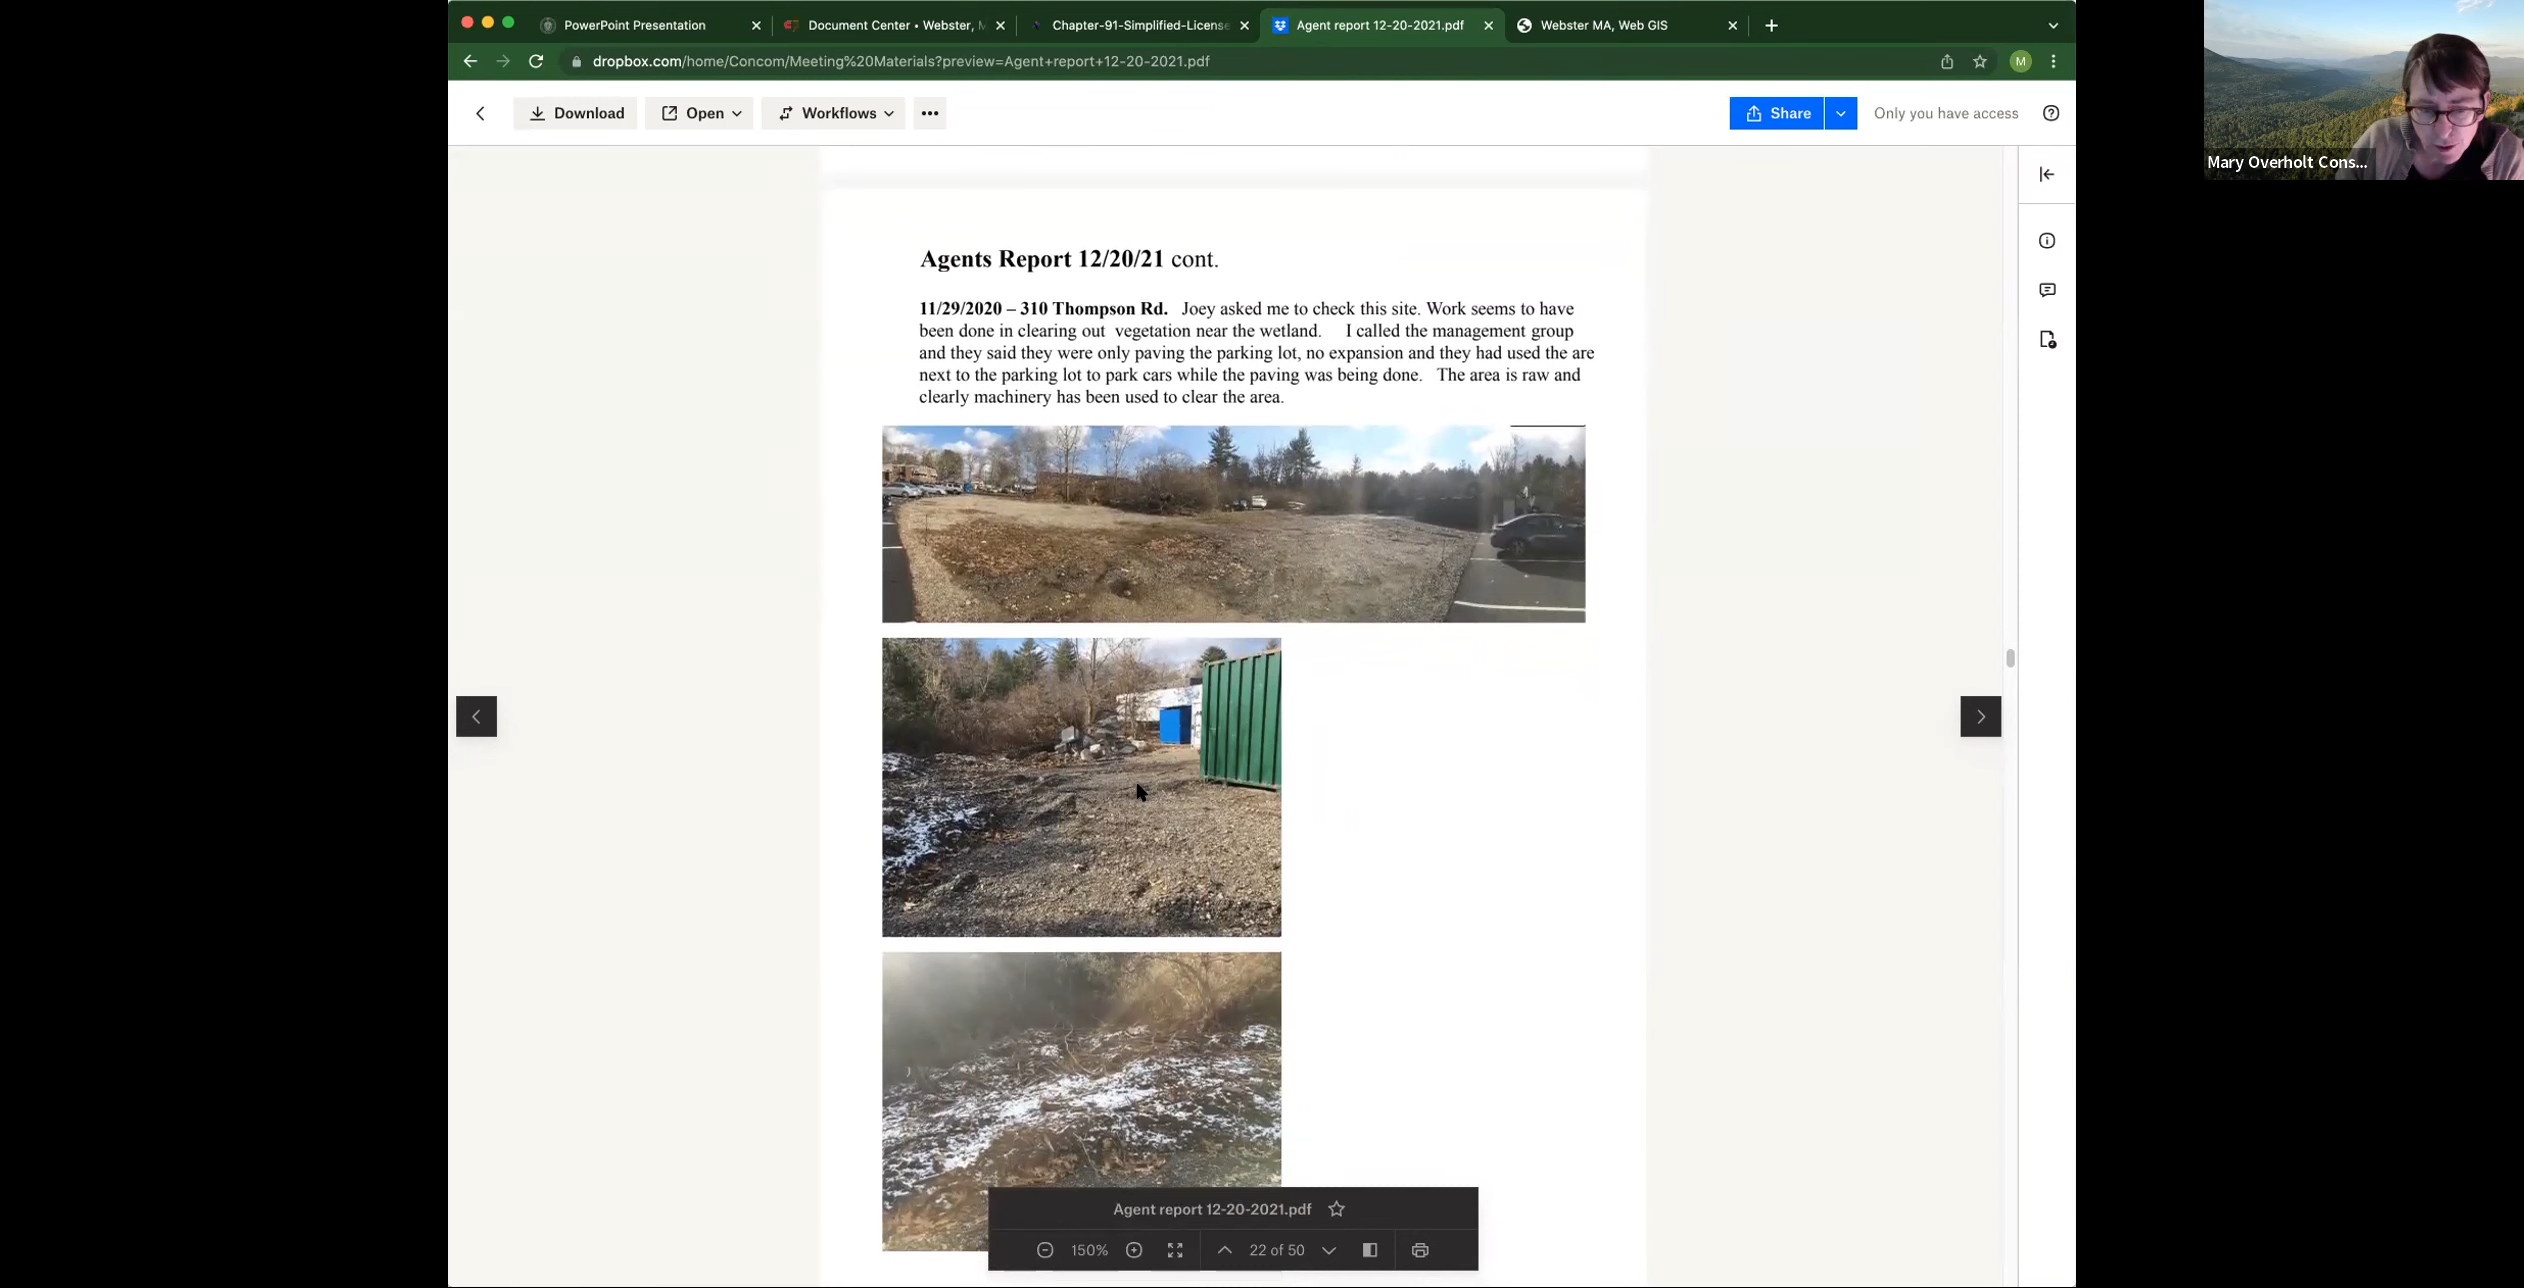 PowerPoint Presentation
Document Center • Webster, M
Chapter-91-Simplified-License
Agent report 12-20-2021.pdf
Webster MA, Web GIS
dropbox.com/home/Concom/Meeting%20Materials?preview=Agent+report+12-20-2021.pdf
M
Download
Open
Workflows
Share
Only you have access
Mary Overholt Cons...
Agents Report 12/20/21 cont.
11/29/2020 – 310 Thompson Rd. Joey asked me to check this site. Work seems to have
been done in clearing out vegetation near the wetland. I called the management group
and they said they were only paving the parking lot, no expansion and they had used the are
next to the parking lot to park cars while the paving was being done. The area is raw and
clearly machinery has been used to clear the area.
Agent report 12-20-2021.pdf
150%
22 of 50